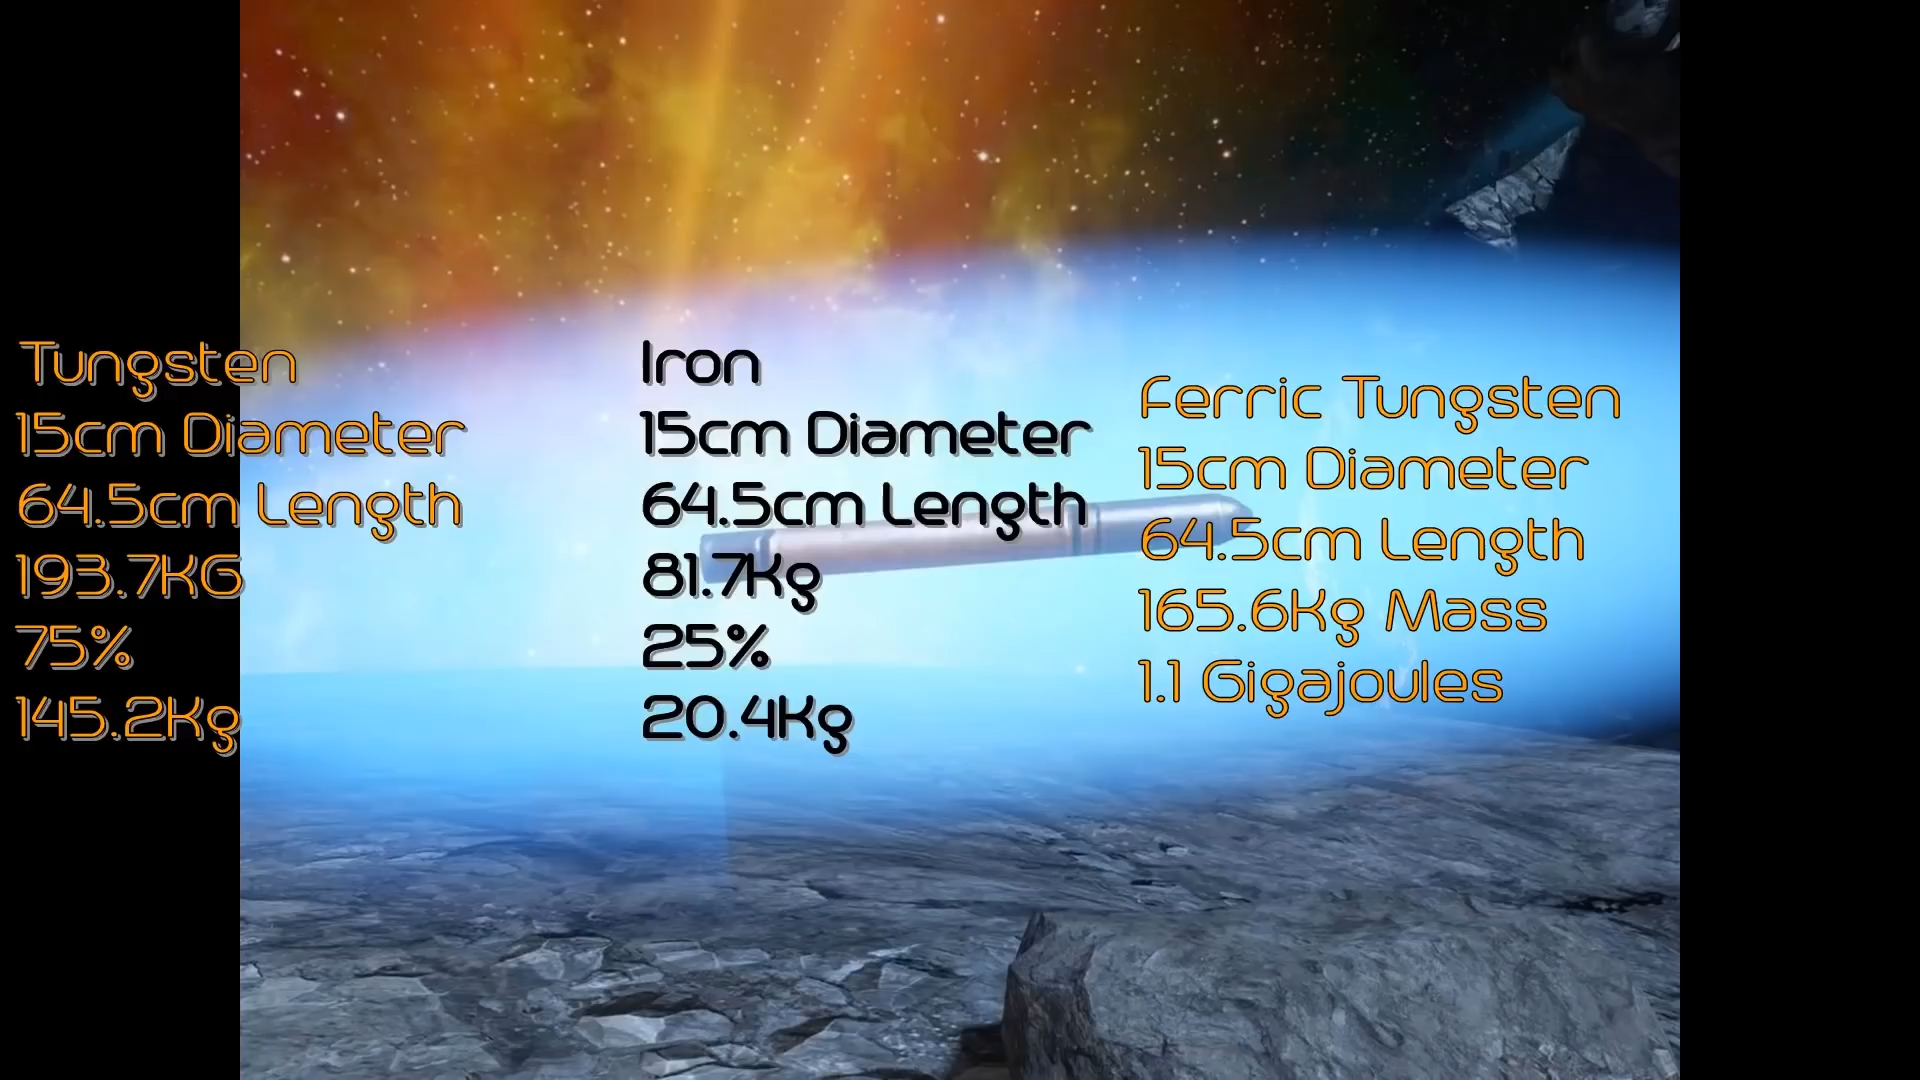 Tungsten
15cm Diameter
64.5cm Length
193.7KG
75%
145.2Kg
Iron
15cm Diameter
64.5cm Length
81.7Kg
25%
20.4Kg
Ferric Tungsten
15cm Diameter
64.5cm Length
165.6Kg Mass
1.1 Gigajoules